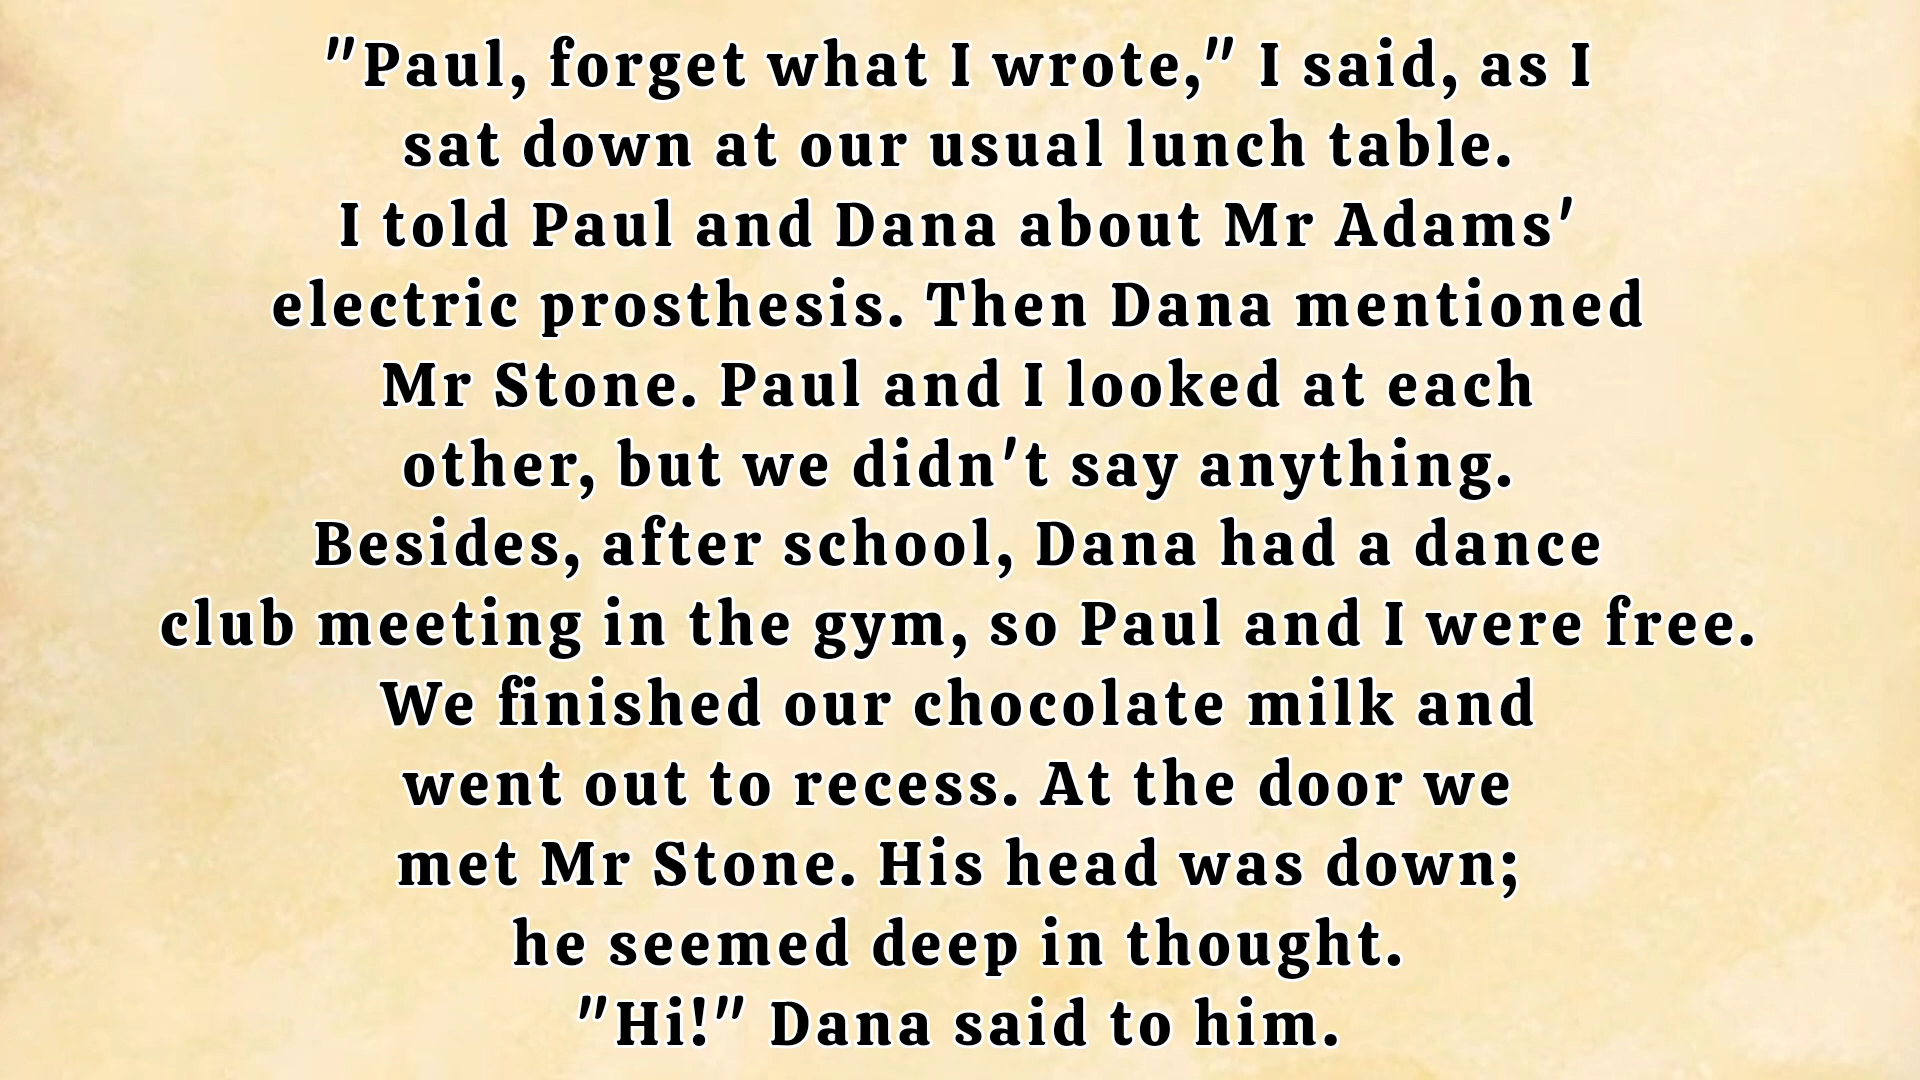 "Paul, forget what I wrote," I said, as I
sat down at our usual lunch table.
I told Paul and Dana about Mr Adams'
electric prosthesis. Then Dana mentioned
Mr Stone. Paul and I looked at each
other, but we didn't say anything.
Besides, after school, Dana had a dance
club meeting in the gym, so Paul and I were free.
We finished our chocolate milk and
went out to recess. At the door we
met Mr Stone. His head was down;
he seemed deep in thought.
"Hi!" Dana said to him.